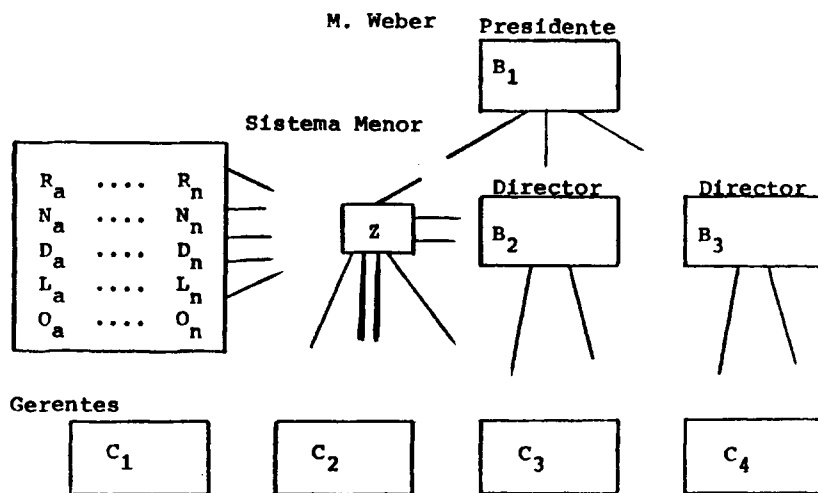 M. Weber
Presidente
B1
Sistema Menor
Ra .... Rn
Na .... Nn
Da .... Dn
La .... Ln
Oa .... On
Z
Director
B2
Director
B3
Gerentes
C1
C2
C3
C4